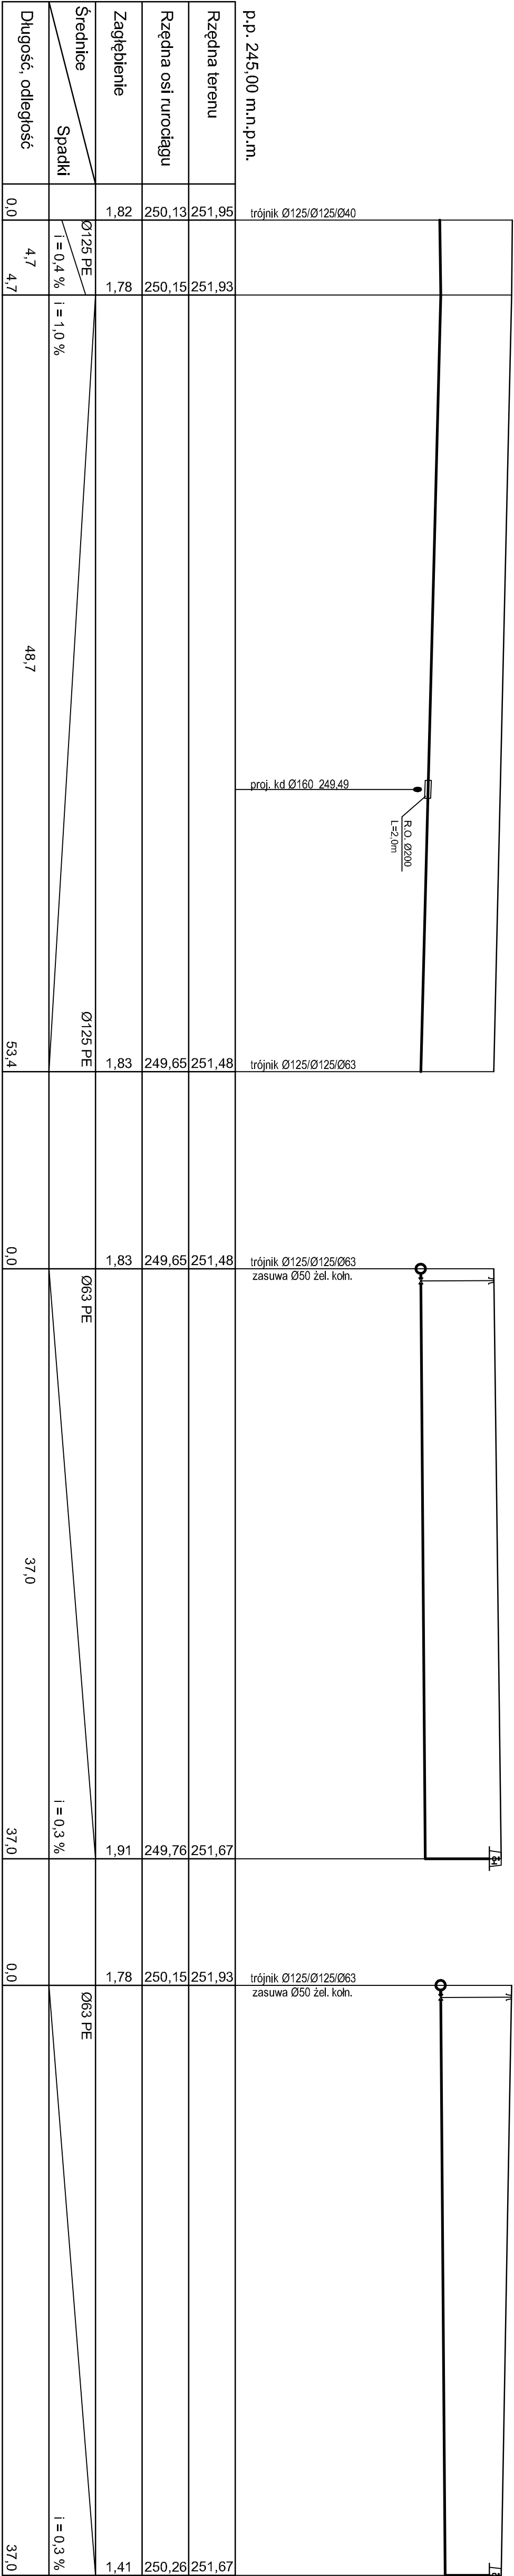 p.p. 245,00 m.n.p.m.
Rzędna terenu
Rzędna osi rurociągu
Zagłębienie
Średnice
Spadki
Długość, odległość
trójnik Ø125/Ø125/Ø40
251,95
250,13
1,82
0,0
Ø125 PE
i = 0,4 %
4,7
251,93
250,15
1,78
4,7
i = 1,0 %
48,7
proj. kd Ø160 249,49
R.O. Ø200
L=2,0m
Ø125 PE
trójnik Ø125/Ø125/Ø63
251,48
249,65
1,83
53,4
trójnik Ø125/Ø125/Ø63
zasuwa Ø50 żel. kołn.
251,48
249,65
1,83
0,0
Ø63 PE
37,0
i = 0,3 %
251,67
249,76
1,91
37,0
trójnik Ø125/Ø125/Ø63
zasuwa Ø50 żel. kołn.
251,93
250,15
1,78
0,0
Ø63 PE
i = 0,3 %
251,67
250,26
1,41
37,0